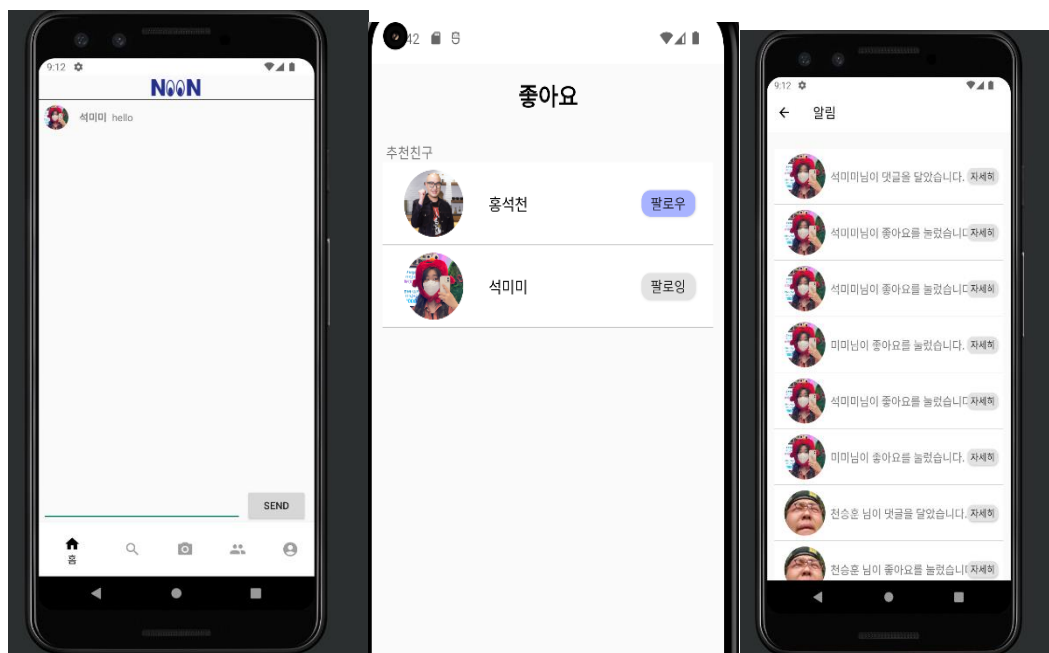 9:12
NOON
석미미 hello
SEND
홈
42
좋아요
추천친구
홍석천 팔로우
석미미 팔로잉
9:12
알림
석미미님이 댓글을 달았습니다. 자세히
석미미님이 좋아요를 눌렀습니다 자세히
석미미님이 좋아요를 눌렀습니다 자세히
미미님이 좋아요를 눌렀습니다. 자세히
석미미님이 좋아요를 눌렀습니다 자세히
미미님이 좋아요를 눌렀습니다. 자세히
천승훈 님이 댓글을 달았습니다. 자세히
천승훈 님이 좋아요를 눌렀습니다 자세히